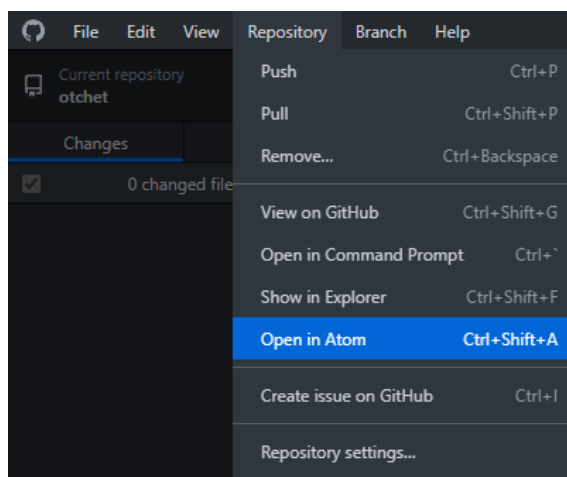 File Edit View Repository Branch Help
Current repository
otchet
Changes
0 changed file
Push Ctrl+P
Pull Ctrl+Shift+P
Remove... Ctrl+Backspace
View on GitHub Ctrl+Shift+G
Open in Command Prompt Ctrl+`
Show in Explorer Ctrl+Shift+F
Open in Atom Ctrl+Shift+A
Create issue on GitHub Ctrl+I
Repository settings...